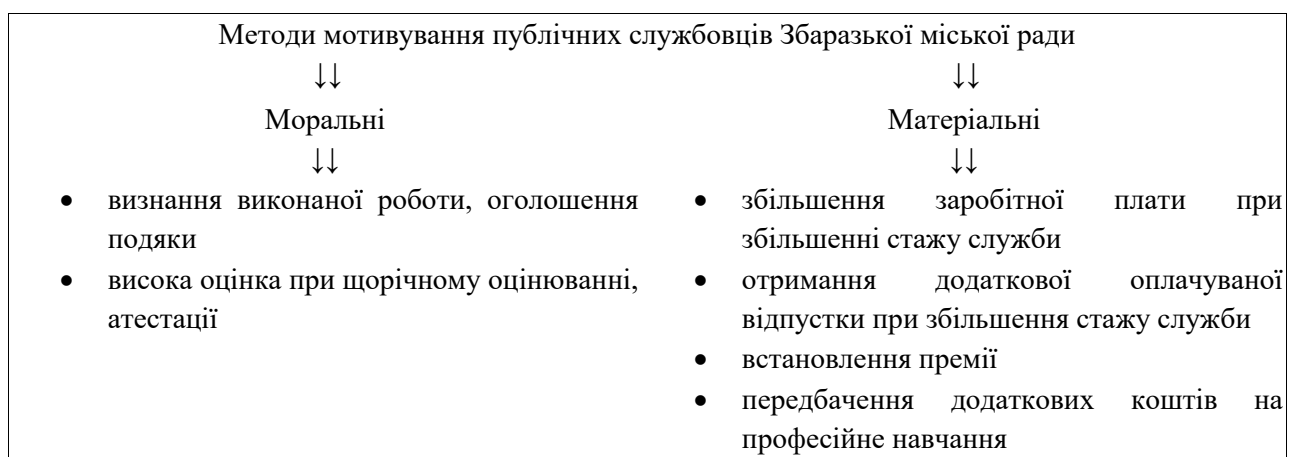 Методи мотивування публічних службовців Збаразької міської ради
↓↓ ↓↓
Моральні Матеріальні
↓↓ ↓↓
• визнання виконаної роботи, оголошення
подяки
• висока оцінка при щорічному оцінюванні,
атестації
• збільшення заробітної плати при
збільшенні стажу служби
• отримання додаткової оплачуваної
відпустки при збільшення стажу служби
• встановлення премії
• передбачення додаткових коштів на
професійне навчання